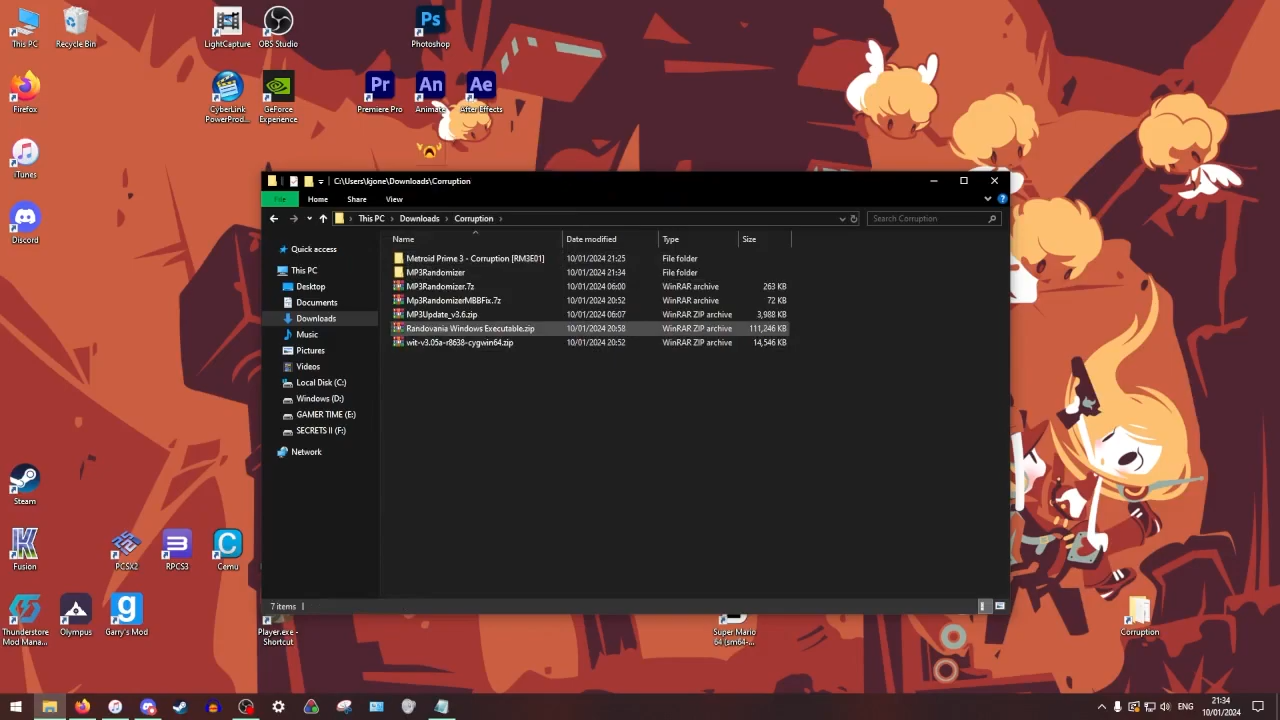 This PC
Recycle Bin
LightCapture
OBS Studio
Ps
Photoshop
Firefox
CyberLink
PowerProd...
GeForce
Experience
Pr
Premiere Pro
An
Animate
Ae
After Effects
iTunes
Discord
C:\Users\kjone\Downloads\Corruption
File
Home
Share
View
This PC
Downloads
Corruption
Search Corruption
Name
Date modified
Type
Size
Quick access
This PC
Desktop
Documents
Downloads
Music
Pictures
Videos
Local Disk (C:)
Windows (D:)
GAMER TIME (E:)
SECRETS II (F:)
Network
Metroid Prime 3 - Corruption [RM3E01] 10/01/2024 21:25 File folder
MP3Randomizer 10/01/2024 21:34 File folder
MP3Randomizer.7z 10/01/2024 06:00 WinRAR archive 263 KB
Mp3RandomizerMBBFix.7z 10/01/2024 20:52 WinRAR archive 72 KB
MP3Update_v3.6.zip 10/01/2024 06:07 WinRAR ZIP archive 3,988 KB
Randovania Windows Executable.zip 10/01/2024 20:58 WinRAR ZIP archive 111,246 KB
wit-v3.05a-r8638-cygwin64.zip 10/01/2024 20:52 WinRAR ZIP archive 14,546 KB
7 items
Steam
Fusion
PCSX2
RPCS3
Cemu
Thunderstore
Mod Mana...
Olympus
Garry's Mod
Player.exe -
Shortcut
Super Mario
64 (sm64-...
Corruption
ENG
21:34
10/01/2024